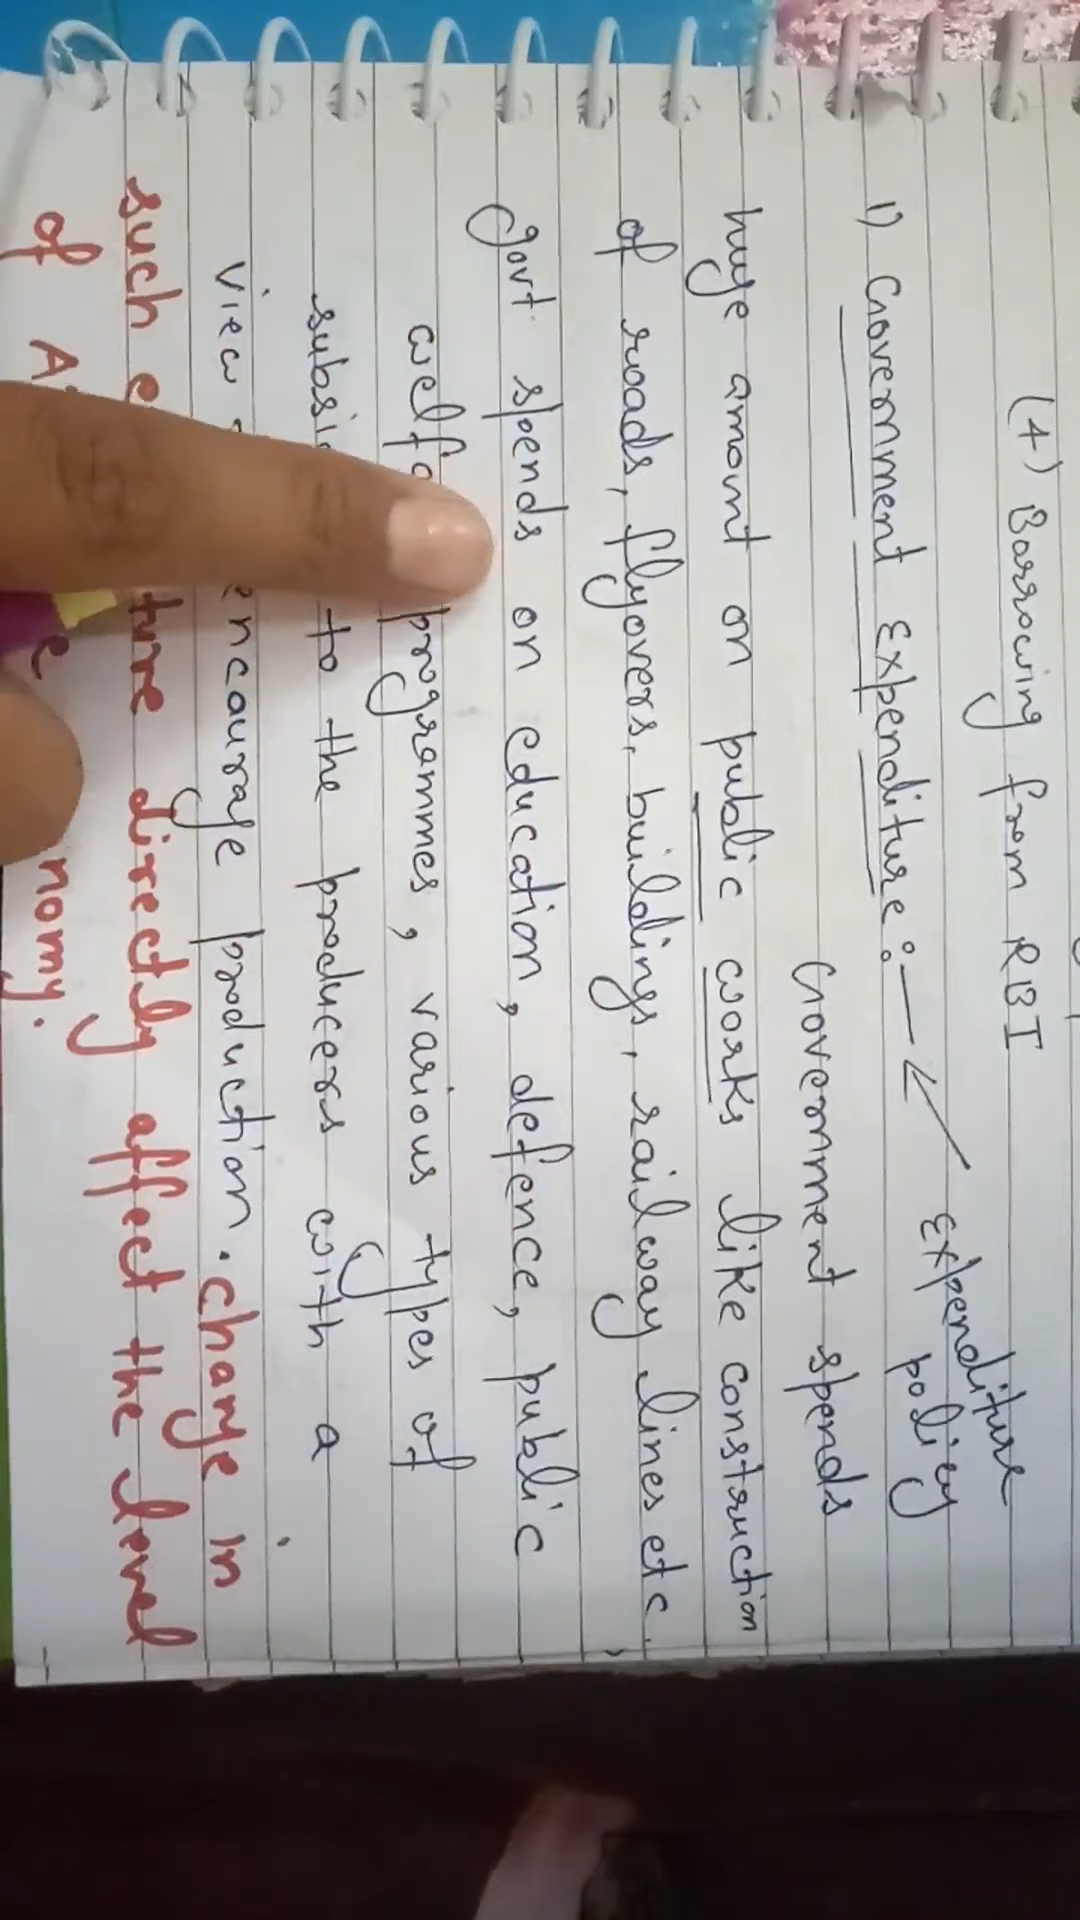 (4) Barrowing from RBI
1) Government Expenditure :— Expenditure
policy
Government spends
huge amount on public works like construction
of roads, flyovers, buildings, railway lines etc.,
govt. spends on education, defence, public
programmes, various types of
to the producers with a
view encourage production. change in
such directly affect the level
of